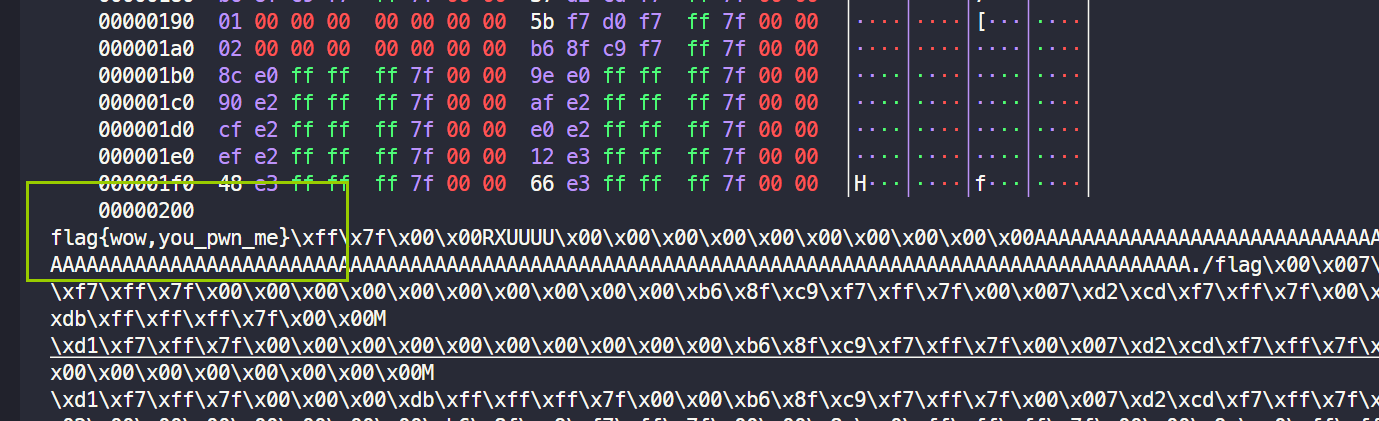 00000190 01 00 00 00 00 00 00 00 5b f7 d0 f7 ff 7f 00 00 │····│····│[···│····│
000001a0 02 00 00 00 00 00 00 00 b6 8f c9 f7 ff 7f 00 00 │····│····│····│····│
000001b0 8c e0 ff ff ff 7f 00 00 9e e0 ff ff ff 7f 00 00 │····│····│····│····│
000001c0 90 e2 ff ff ff 7f 00 00 af e2 ff ff ff 7f 00 00 │····│····│····│····│
000001d0 cf e2 ff ff ff 7f 00 00 e0 e2 ff ff ff 7f 00 00 │····│····│····│····│
000001e0 ef e2 ff ff ff 7f 00 00 12 e3 ff ff ff 7f 00 00 │····│····│····│····│
000001f0 48 e3 ff ff ff 7f 00 00 66 e3 ff ff ff 7f 00 00 │H···│····│f···│····│
00000200
flag{wow,you_pwn_me}\xff\x7f\x00\x00RXUUUU\x00\x00\x00\x00\x00\x00\x00\x00\x00\x00AAAAAAAAAAAAAAAAAAAAAAAAAAAAA
AAAAAAAAAAAAAAAAAAAAAAAAAAAAAAAAAAAAAAAAAAAAAAAAAAAAAAAAAAAAAAAAAAAAAAAAAAAAAAAAAAAAAAAAAAAAAAA./flag\x00\x007\
\xf7\xff\x7f\x00\x00\x00\x00\x00\x00\x00\x00\x00\x00\xb6\x8f\xc9\xf7\xff\x7f\x00\x007\xd2\xcd\xf7\xff\x7f\x00\
xdb\xff\xff\xff\x7f\x00\x00M
\xd1\xf7\xff\x7f\x00\x00\x00\x00\x00\x00\x00\x00\x00\x00\xb6\x8f\xc9\xf7\xff\x7f\x00\x007\xd2\xcd\xf7\xff\x7f\
x00\x00\x00\x00\x00\x00\x00\x00M
\xd1\xf7\xff\x7f\x00\x00\xdb\xff\xff\xff\x7f\x00\x00\xb6\x8f\xc9\xf7\xff\x7f\x00\x007\xd2\xcd\xf7\xff\x7f\